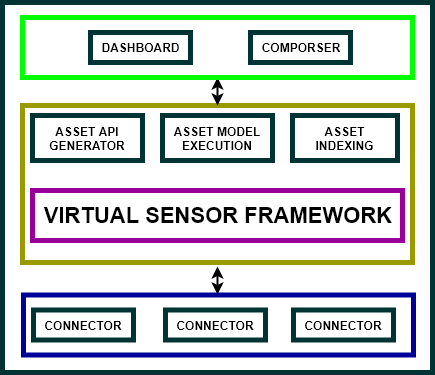 DASHBOARD
COMPORSER
ASSET API
GENERATOR
ASSET MODEL
EXECUTION
ASSET
INDEXING
VIRTUAL SENSOR FRAMEWORK
CONNECTOR
CONNECTOR
CONNECTOR